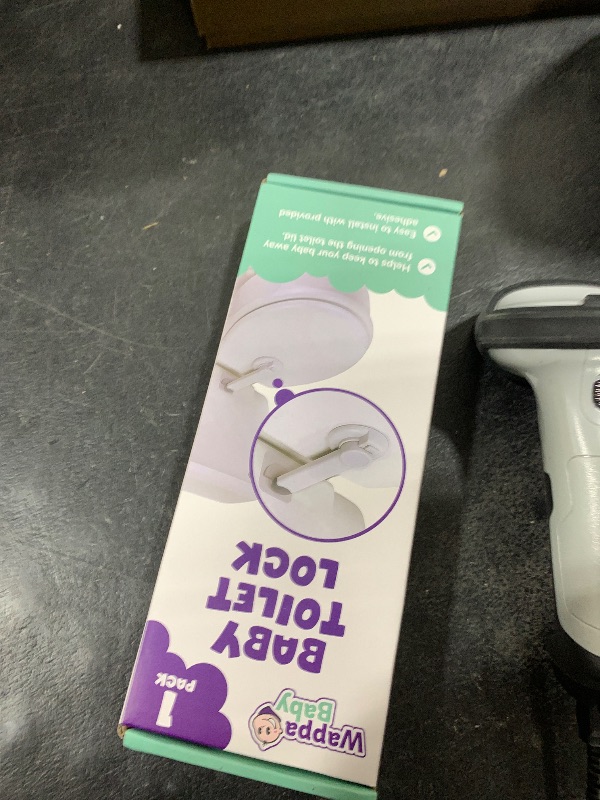 Wappa
Baby
1
PACK
BABY
TOILET
LOCK
Helps to keep your baby away
from opening the toilet lid.
Easy to install with provided
adhesive.